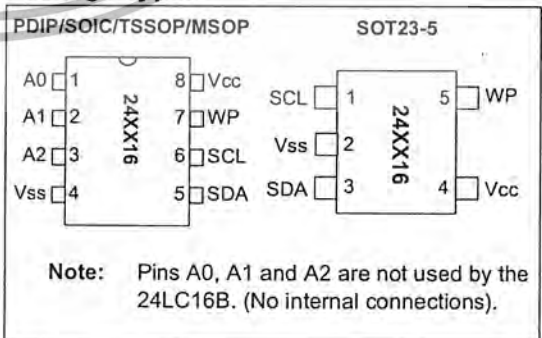 PDIP/SOIC/TSSOP/MSOP
A0 1 8 Vcc
A1 2 7 WP
A2 3 6 SCL
Vss 4 5 SDA
24XX16
SOT23-5
SCL 1 5 WP
Vss 2
SDA 3 4 Vcc
24XX16
Note: Pins A0, A1 and A2 are not used by the
24LC16B. (No internal connections).